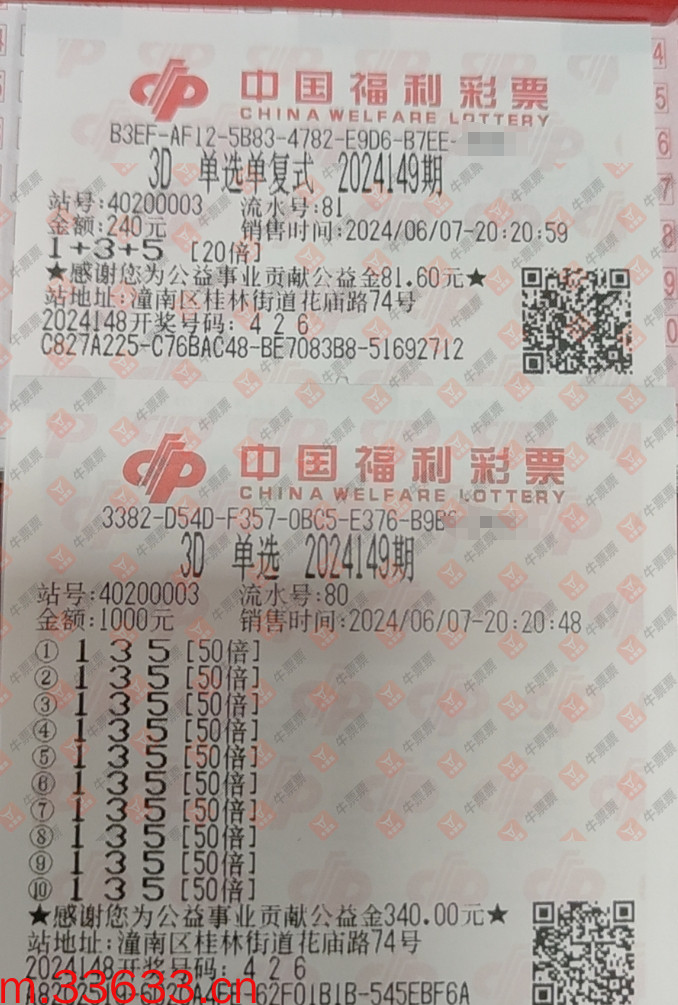 中国福利彩票
CHINA WELFARE LOTTERY
B3EF-AF12-5B83-4782-E9D6-B7EE-
3D 单选单复式 2024149期
站号:40200003 流水号:81
金额:240元 销售时间:2024/06/07-20:20:59
1+3+5 [20倍]
★感谢您为公益事业贡献公益金81.60元★
站地址:潼南区桂林街道花庙路74号
2024148开奖号码: 4 2 6
C827A225-C76BAC48-BE7083B8-51692712
中国福利彩票
CHINA WELFARE LOTTERY
3382-D54D-F357-0BC5-E376-B9B
3D 单选 2024149期
站号:40200003 流水号:80
金额:1000元 销售时间:2024/06/07-20:20:48
① 1 3 5 [50倍]
② 1 3 5 [50倍]
③ 1 3 5 [50倍]
④ 1 3 5 [50倍]
⑤ 1 3 5 [50倍]
⑥ 1 3 5 [50倍]
⑦ 1 3 5 [50倍]
⑧ 1 3 5 [50倍]
⑨ 1 3 5 [50倍]
⑩ 1 3 5 [50倍]
★感谢您为公益事业贡献公益金340.00元★
站地址:潼南区桂林街道花庙路74号
2024148开奖号码: 4 2 6
62F01B1B-545EBF6A
m.33633.cn
牛票票